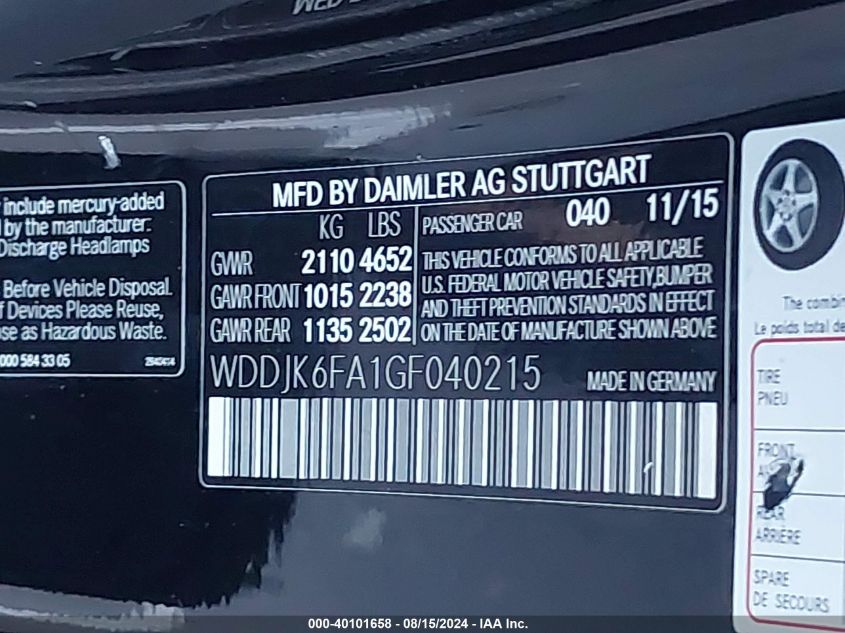 include mercury-added
by the manufacturer:
Discharge Headlamps
Before Vehicle Disposal.
Devices Please Reuse,
as Hazardous Waste.
000 584 33 05
MFD BY DAIMLER AG STUTTGART
KG LBS
GVWR 2110 4652
GAWR FRONT 1015 2238
GAWR REAR 1135 2502
PASSENGER CAR 040 11/15
THIS VEHICLE CONFORMS TO ALL APPLICABLE
U.S. FEDERAL MOTOR VEHICLE SAFETY,BUMPER
AND THEFT PREVENTION STANDARDS IN EFFECT
ON THE DATE OF MANUFACTURE SHOWN ABOVE
WDDJK6FA1GF040215
MADE IN GERMANY
The combin
Le poids total de
TIRE
PNEU
FRONT
REAR
ARRIÈRE
SPARE
DE SECOURS
000-40101658 - 08/15/2024 - IAA Inc.